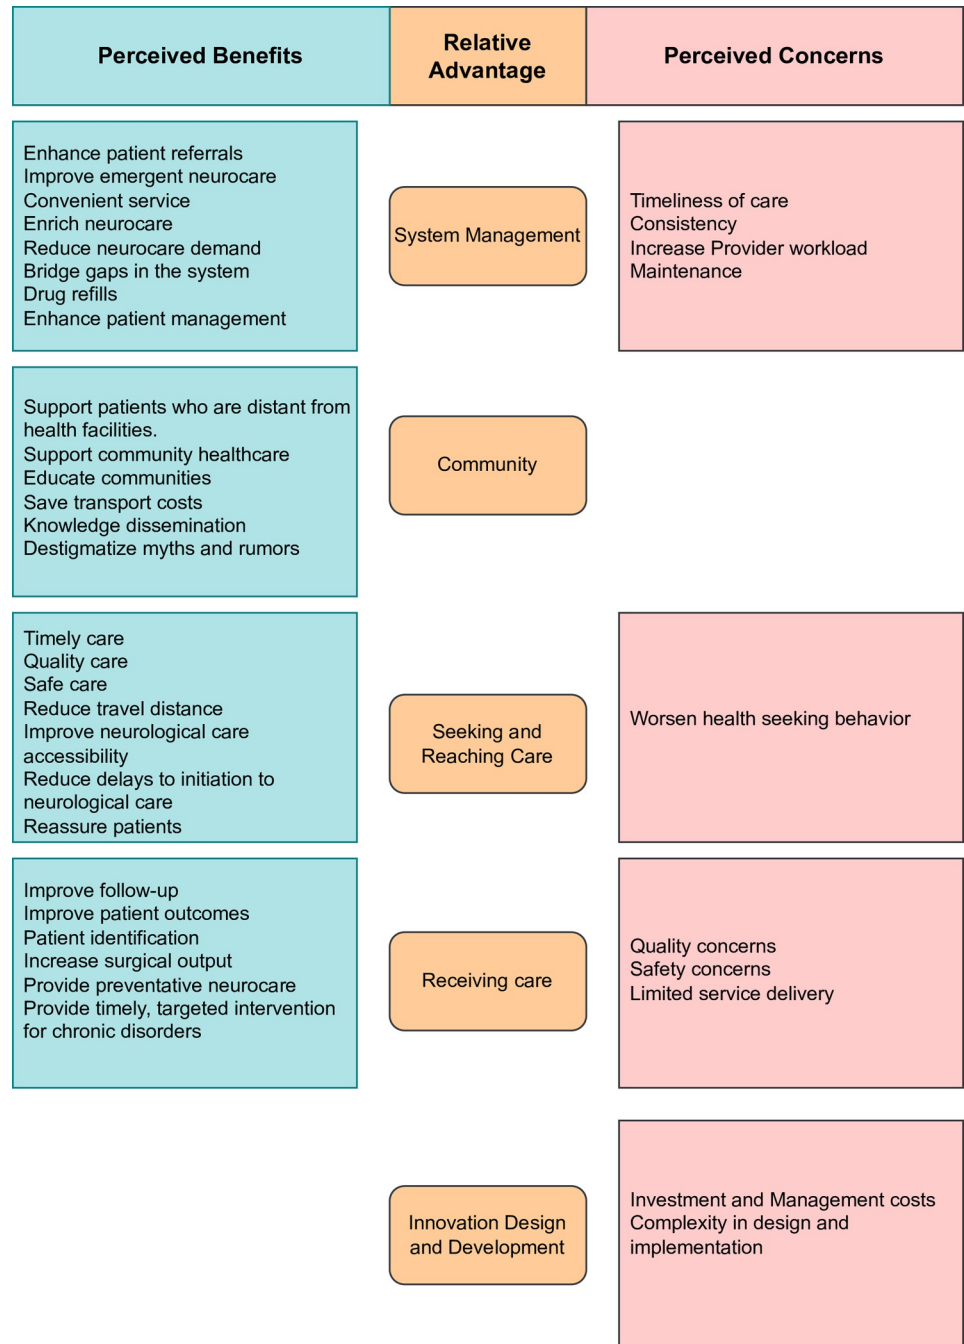 Perceived Benefits
Relative
Advantage
Perceived Concerns
Enhance patient referrals
Improve emergent neurocare
Convenient service
Enrich neurocare
Reduce neurocare demand
Bridge gaps in the system
Drug refills
Enhance patient management
System Management
Timeliness of care
Consistency
Increase Provider workload
Maintenance
Support patients who are distant from
health facilities.
Support community healthcare
Educate communities
Save transport costs
Knowledge dissemination
Destigmatize myths and rumors
Community
Timely care
Quality care
Safe care
Reduce travel distance
Improve neurological care
accessibility
Reduce delays to initiation to
neurological care
Reassure patients
Seeking and
Reaching Care
Worsen health seeking behavior
Improve follow-up
Improve patient outcomes
Patient identification
Increase surgical output
Provide preventative neurocare
Provide timely, targeted intervention
for chronic disorders
Receiving care
Quality concerns
Safety concerns
Limited service delivery
Innovation Design
and Development
Investment and Management costs
Complexity in design and
implementation